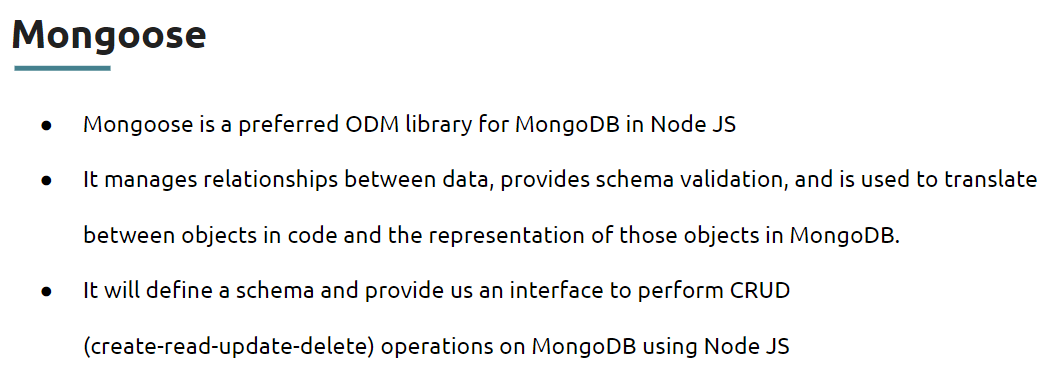 Mongoose
● Mongoose is a preferred ODM library for MongoDB in Node JS
● It manages relationships between data, provides schema validation, and is used to translate
between objects in code and the representation of those objects in MongoDB.
● It will define a schema and provide us an interface to perform CRUD
(create-read-update-delete) operations on MongoDB using Node JS